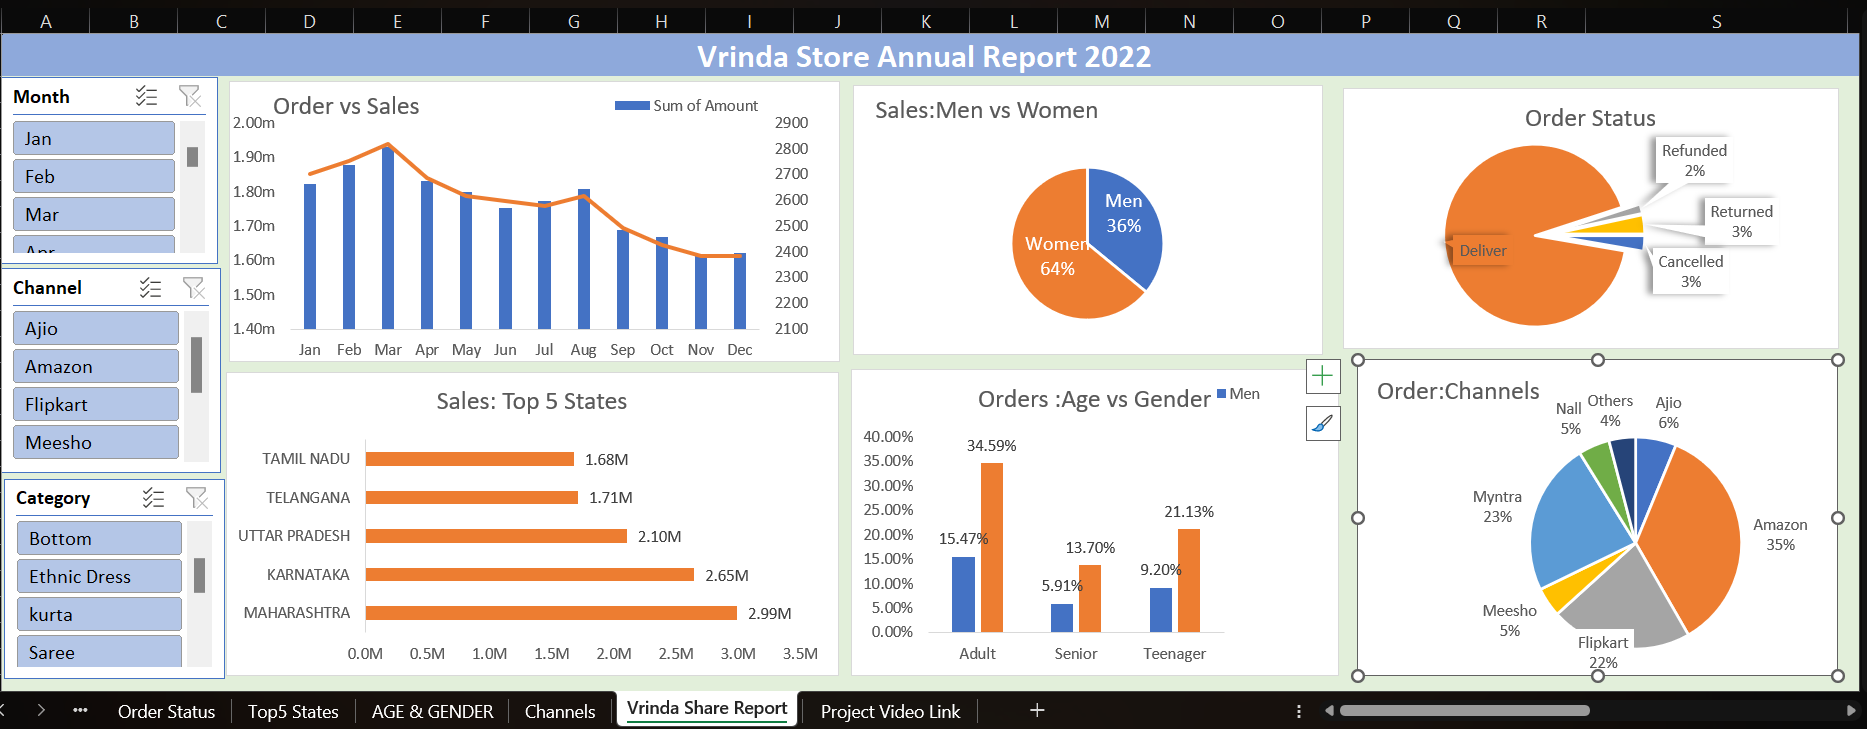 A B C D E F G H I J K L M N O P Q R S
Vrinda Store Annual Report 2022
Month
Jan
Feb
Mar
Apr
Channel
Ajio
Amazon
Flipkart
Meesho
Category
Bottom
Ethnic Dress
kurta
Saree
Order vs Sales
Sum of Amount
2.00m
1.90m
1.80m
1.70m
1.60m
1.50m
1.40m
2900
2800
2700
2600
2500
2400
2300
2200
2100
Jan Feb Mar Apr May Jun Jul Aug Sep Oct Nov Dec
Sales:Men vs Women
Men
36%
Women
64%
Order Status
Refunded
2%
Returned
3%
Cancelled
3%
Deliver
Sales: Top 5 States
TAMIL NADU 1.68M
TELANGANA 1.71M
UTTAR PRADESH 2.10M
KARNATAKA 2.65M
MAHARASHTRA 2.99M
0.0M 0.5M 1.0M 1.5M 2.0M 2.5M 3.0M 3.5M
Orders :Age vs Gender
Men
40.00%
35.00%
30.00%
25.00%
20.00%
15.00%
10.00%
5.00%
0.00%
15.47% 34.59%
5.91% 13.70%
9.20% 21.13%
Adult Senior Teenager
Order:Channels
Nall
5%
Others
4%
Ajio
6%
Myntra
23%
Amazon
35%
Meesho
5%
Flipkart
22%
Order Status Top5 States AGE & GENDER Channels Vrinda Share Report Project Video Link